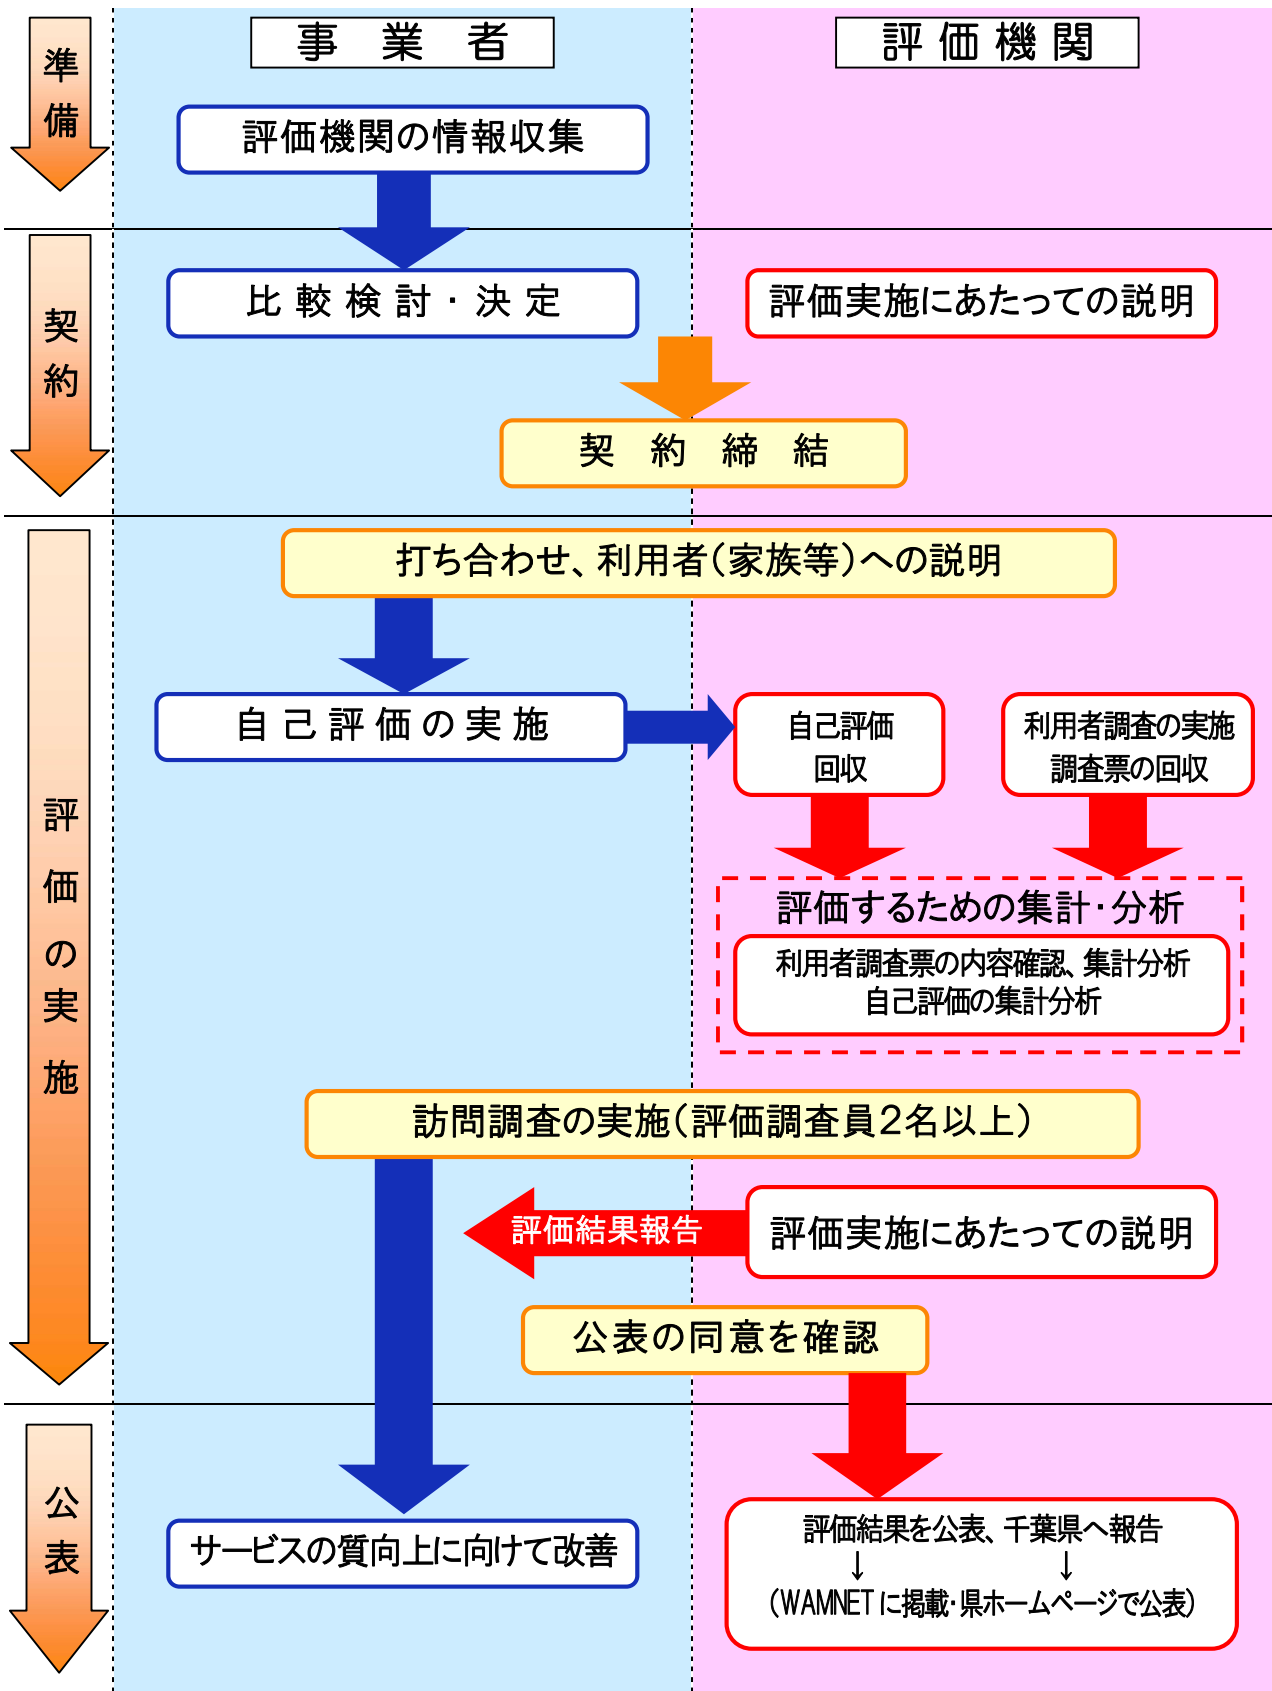 事業者
評価機関
準備
評価機関の情報収集
契約
比較検討・決定
評価実施にあたっての説明
契約締結
評価の実施
打ち合わせ、利用者(家族等)への説明
自己評価の実施
自己評価
回収
利用者調査の実施
調査票の回収
評価するための集計・分析
利用者調査票の内容確認、集計分析
自己評価の集計分析
訪問調査の実施(評価調査員2名以上)
評価結果報告
評価実施にあたっての説明
公表の同意を確認
公表
サービスの質向上に向けて改善
評価結果を公表、千葉県へ報告
↓ ↓
(WAMNETに掲載・県ホームページで公表)